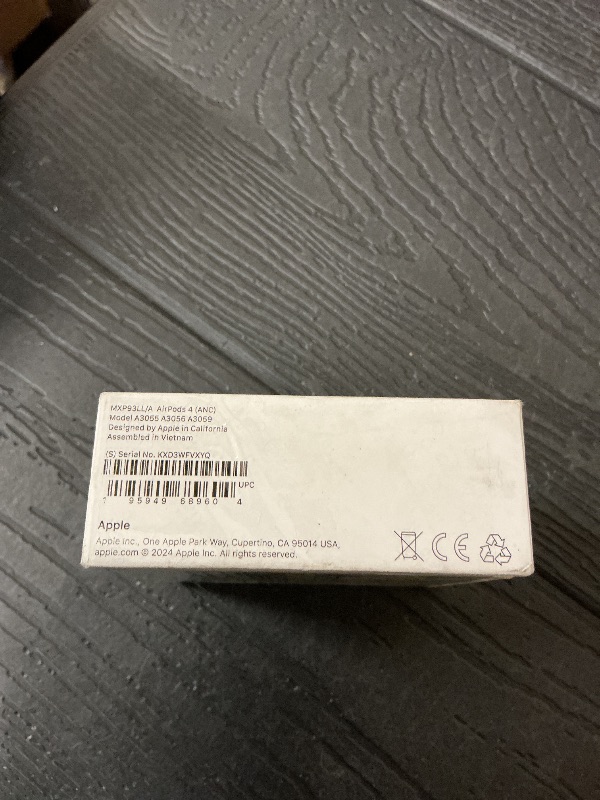 MXP93LL/A AirPods 4 (ANC)
Model A3055 A3056 A3059
Designed by Apple in California
Assembled in Vietnam
(S) Serial No. KXD3WFVXYQ
UPC
1 95949 68960 4
Apple
Apple Inc., One Apple Park Way, Cupertino, CA 95014 USA,
apple.com © 2024 Apple Inc. All rights reserved.
CE